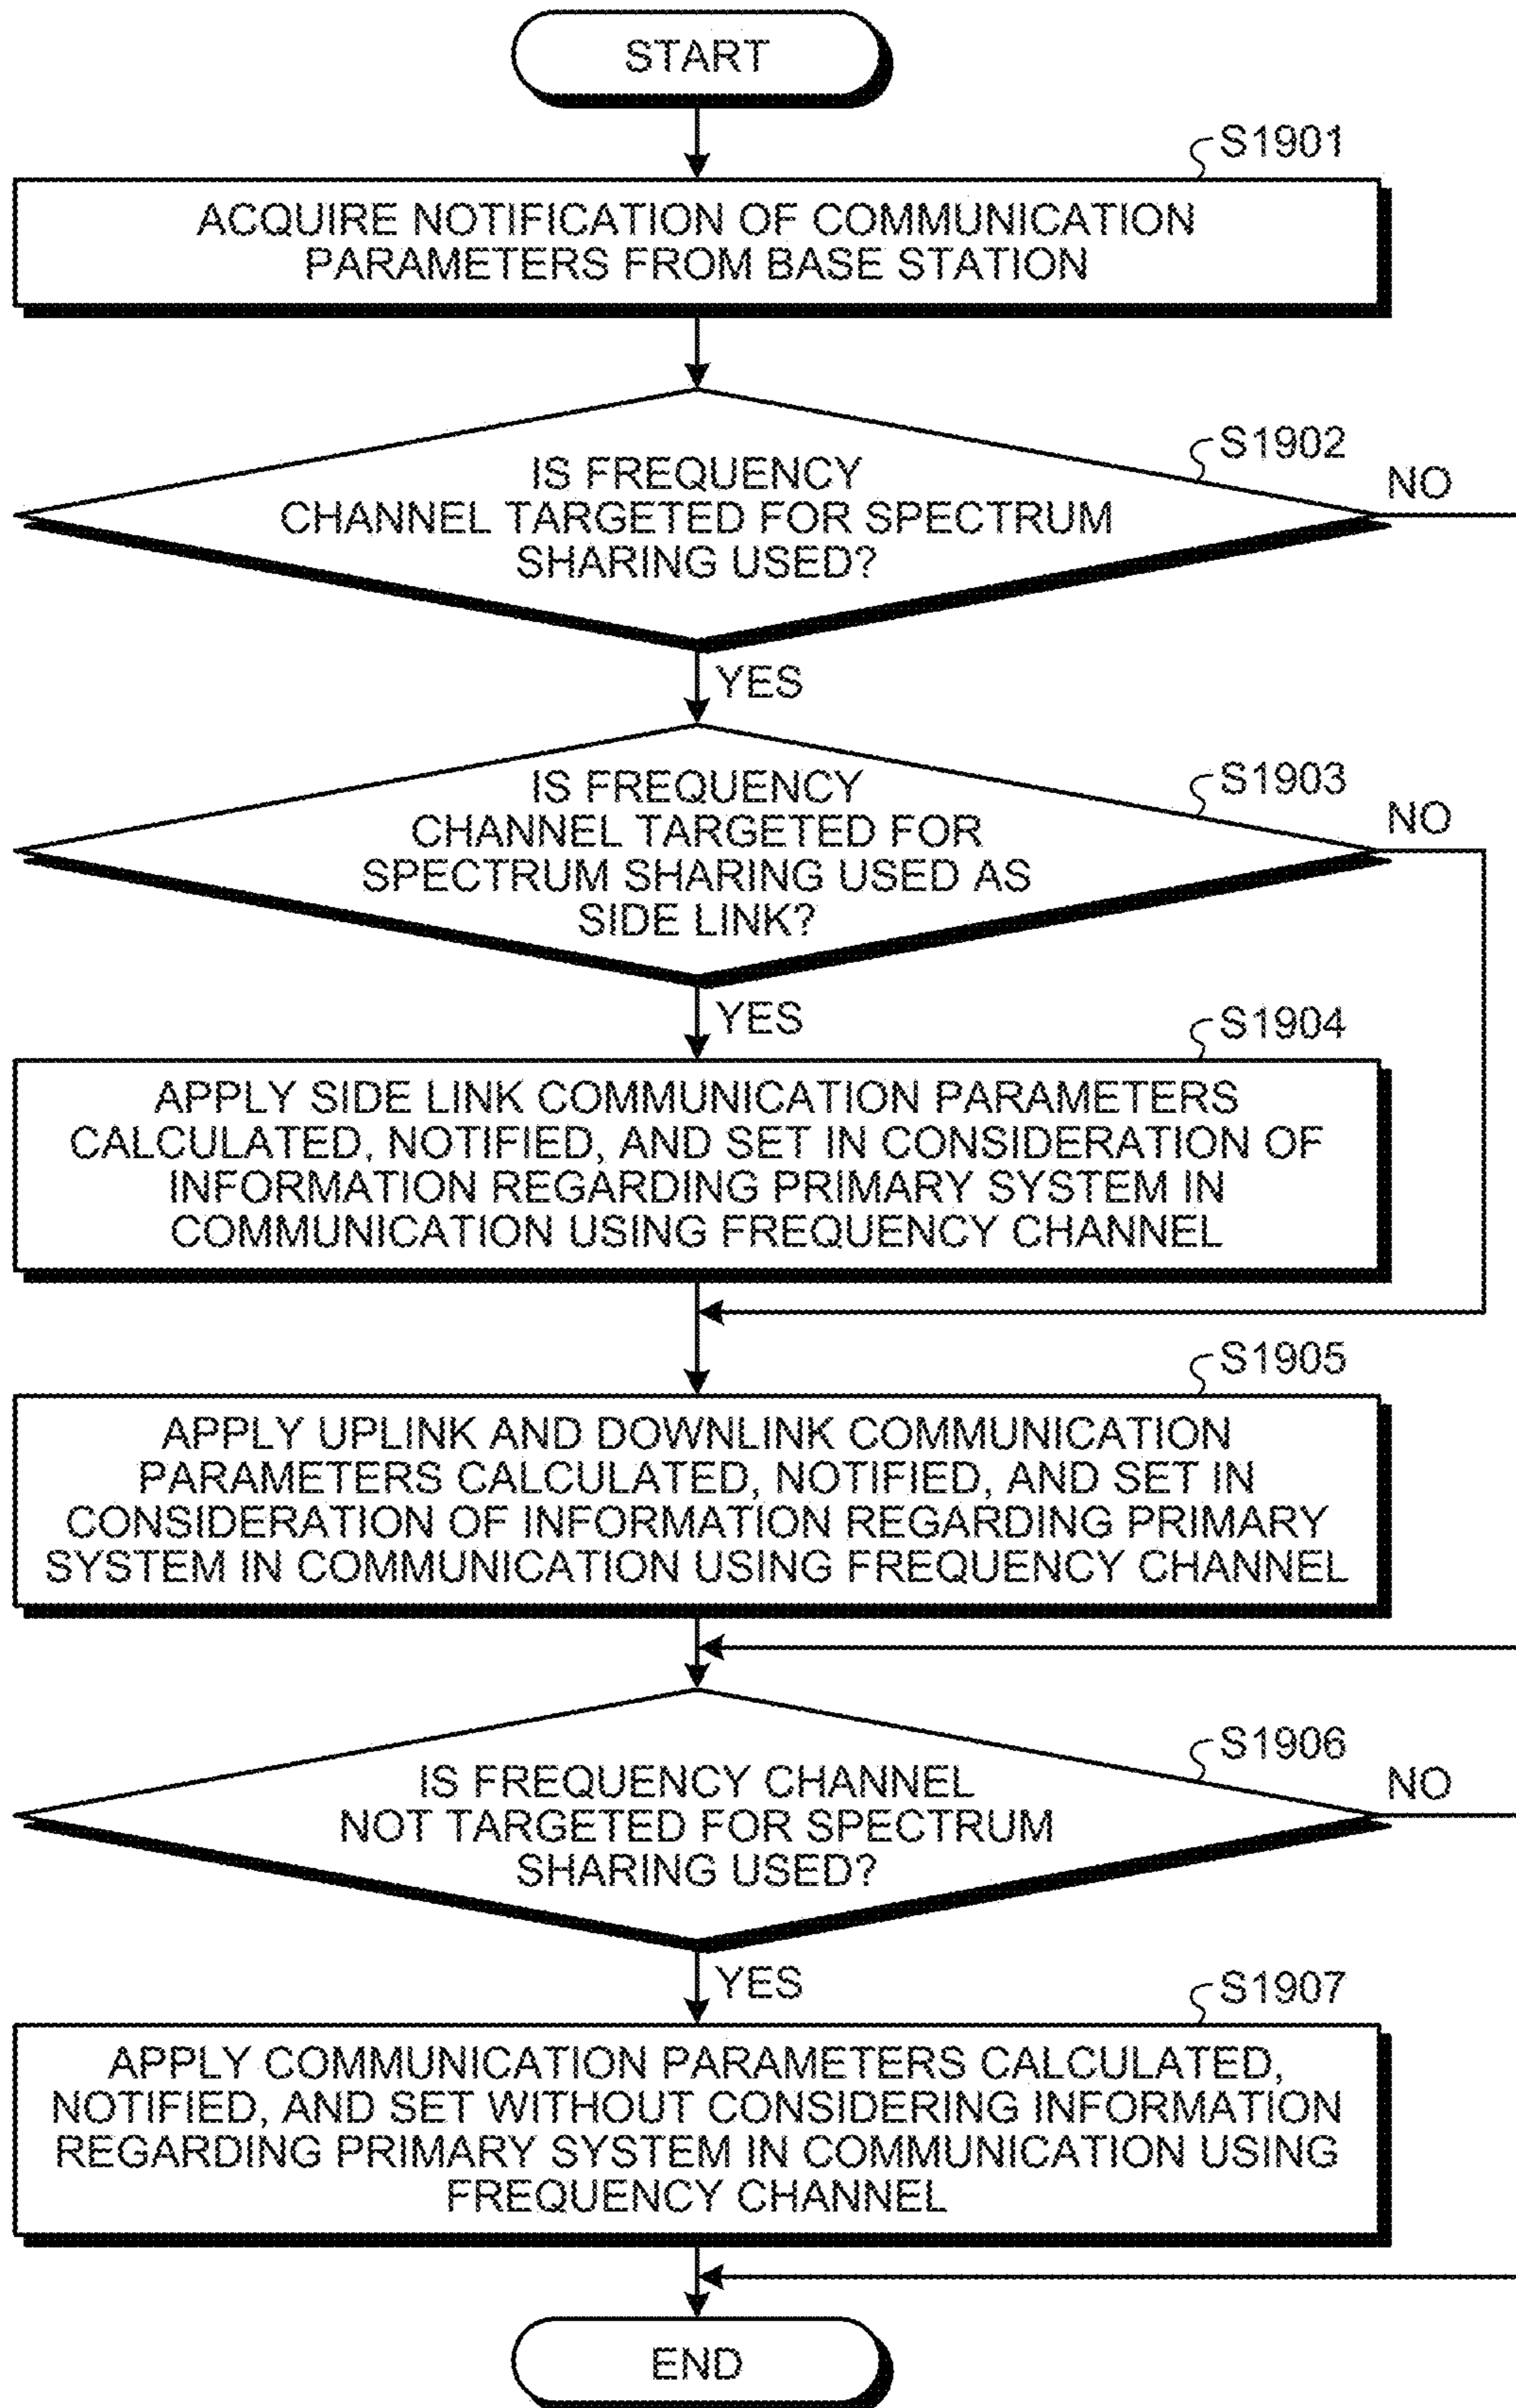 START
S1901
ACQUIRE NOTIFICATION OF COMMUNICATION
PARAMETERS FROM BASE STATION
S1902
IS FREQUENCY
CHANNEL TARGETED FOR SPECTRUM
SHARING USED?
NO
YES
S1903
IS FREQUENCY
CHANNEL TARGETED FOR
SPECTRUM SHARING USED AS
SIDE LINK?
NO
YES
S1904
APPLY SIDE LINK COMMUNICATION PARAMETERS
CALCULATED, NOTIFIED, AND SET IN CONSIDERATION OF
INFORMATION REGARDING PRIMARY SYSTEM IN
COMMUNICATION USING FREQUENCY CHANNEL
S1905
APPLY UPLINK AND DOWNLINK COMMUNICATION
PARAMETERS CALCULATED, NOTIFIED, AND SET IN
CONSIDERATION OF INFORMATION REGARDING PRIMARY
SYSTEM IN COMMUNICATION USING FREQUENCY CHANNEL
S1906
IS FREQUENCY CHANNEL
NOT TARGETED FOR SPECTRUM
SHARING USED?
NO
YES
S1907
APPLY COMMUNICATION PARAMETERS CALCULATED,
NOTIFIED, AND SET WITHOUT CONSIDERING INFORMATION
REGARDING PRIMARY SYSTEM IN COMMUNICATION USING
FREQUENCY CHANNEL
END